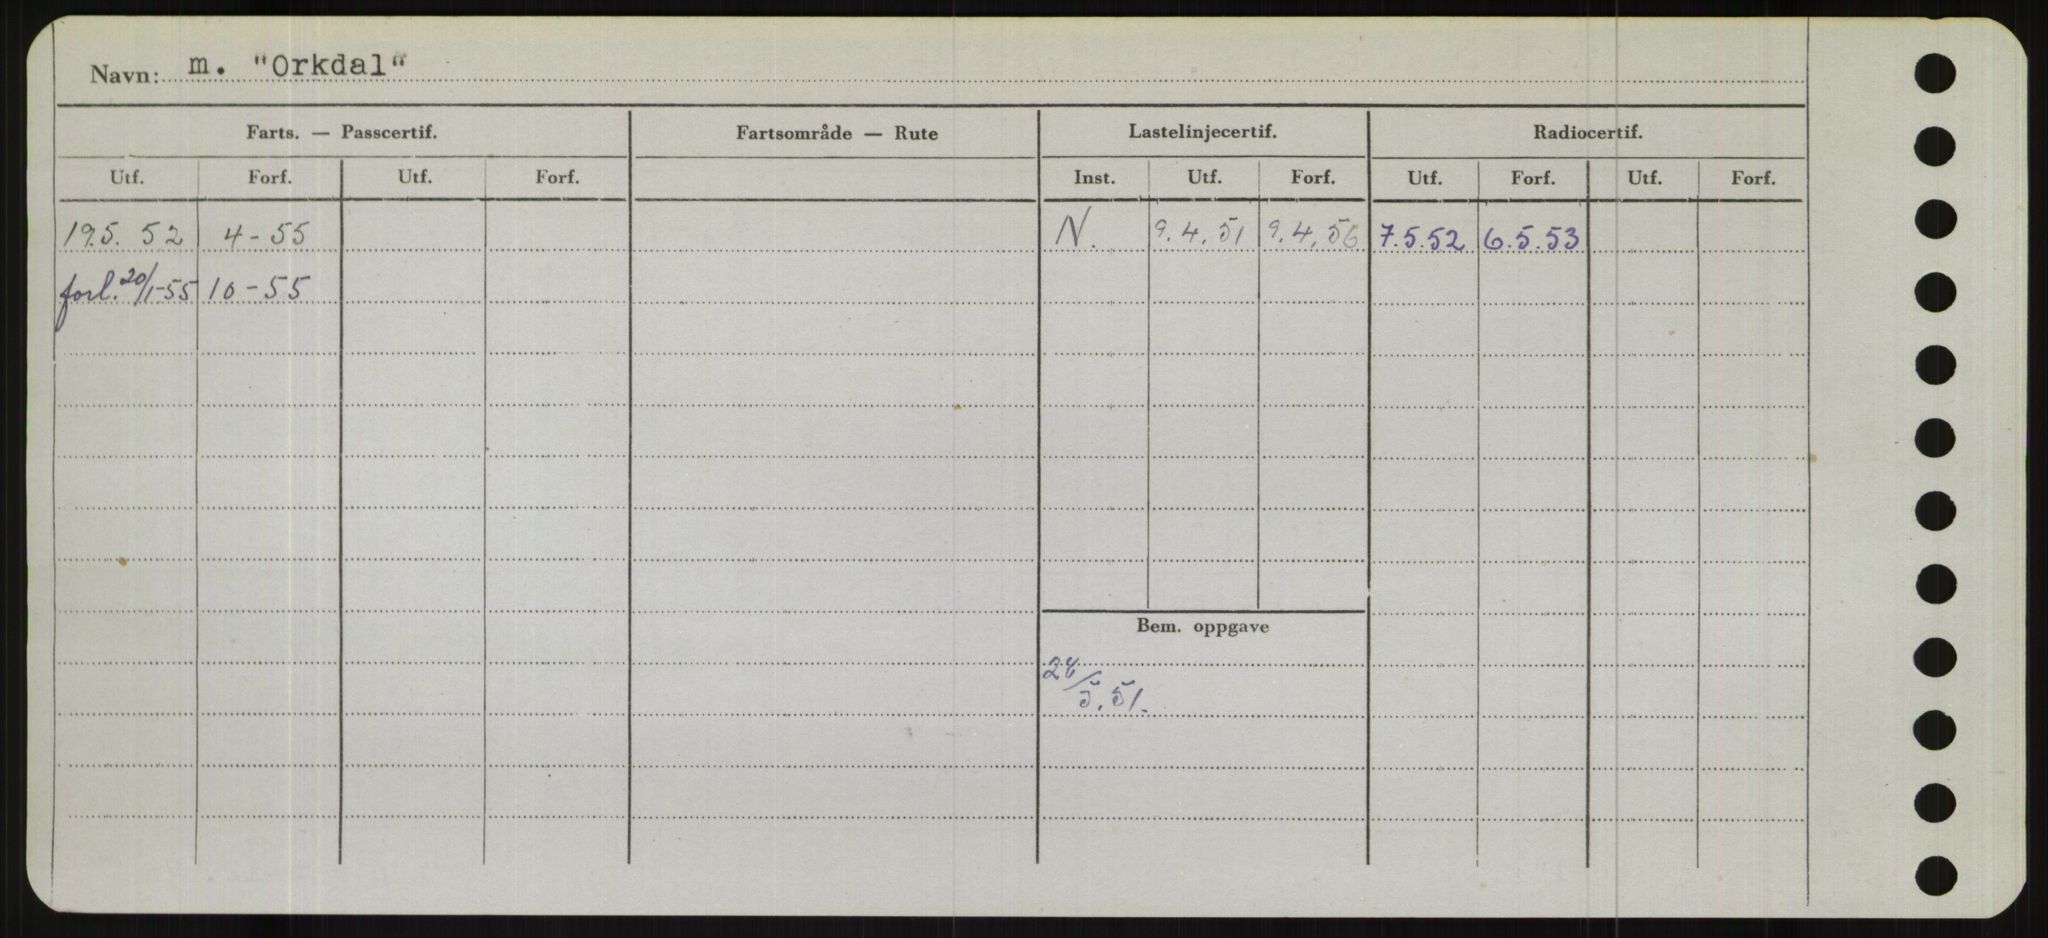 Navn: m. "Orkdal"
Farts. — Passcertif. Fartsområde — Rute Lastelinjecertif. Radiocertif.
Utf. Forf. Utf. Forf. Inst. Utf. Forf. Utf. Forf. Utf. Forf.
19.5. 52 4-55 N. 9.4.51 9.4.56 7.5.52 6.5.53
forl. 20/1-55 10-55
Bem. oppgave
28/5.51.